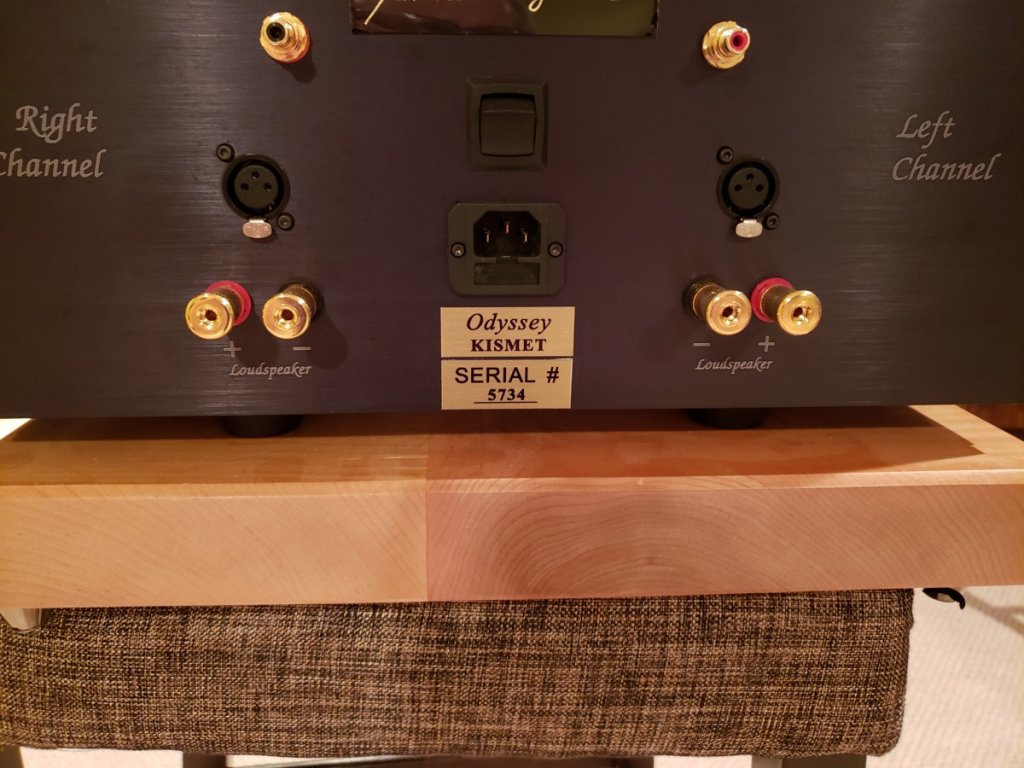 Right
Channel
Left
Channel
+ -
Loudspeaker
- +
Loudspeaker
Odyssey
KISMET
SERIAL #
5734